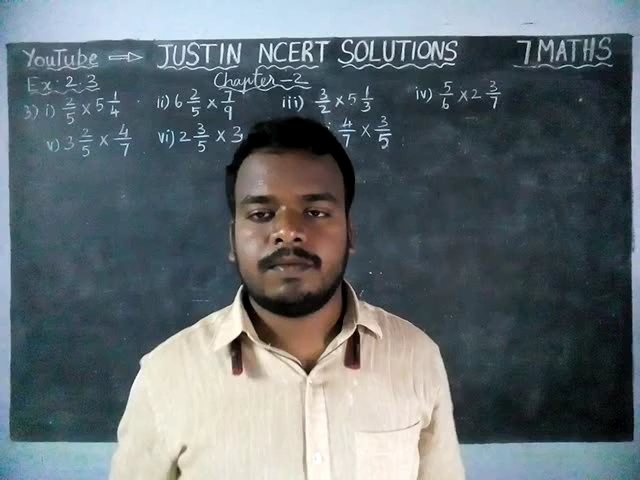 YouTube ⇒ JUSTIN NCERT SOLUTIONS 7 MATHS
Ex: 2.3 Chapter-2
3) i) 2/5 × 5 1/4 ii) 6 2/5 × 7/9 iii) 3/2 × 5 1/3 iv) 5/6 × 2 3/7
v) 3 2/5 × 4/7 vi) 2 3/5 × 3 4/7 × 3/5